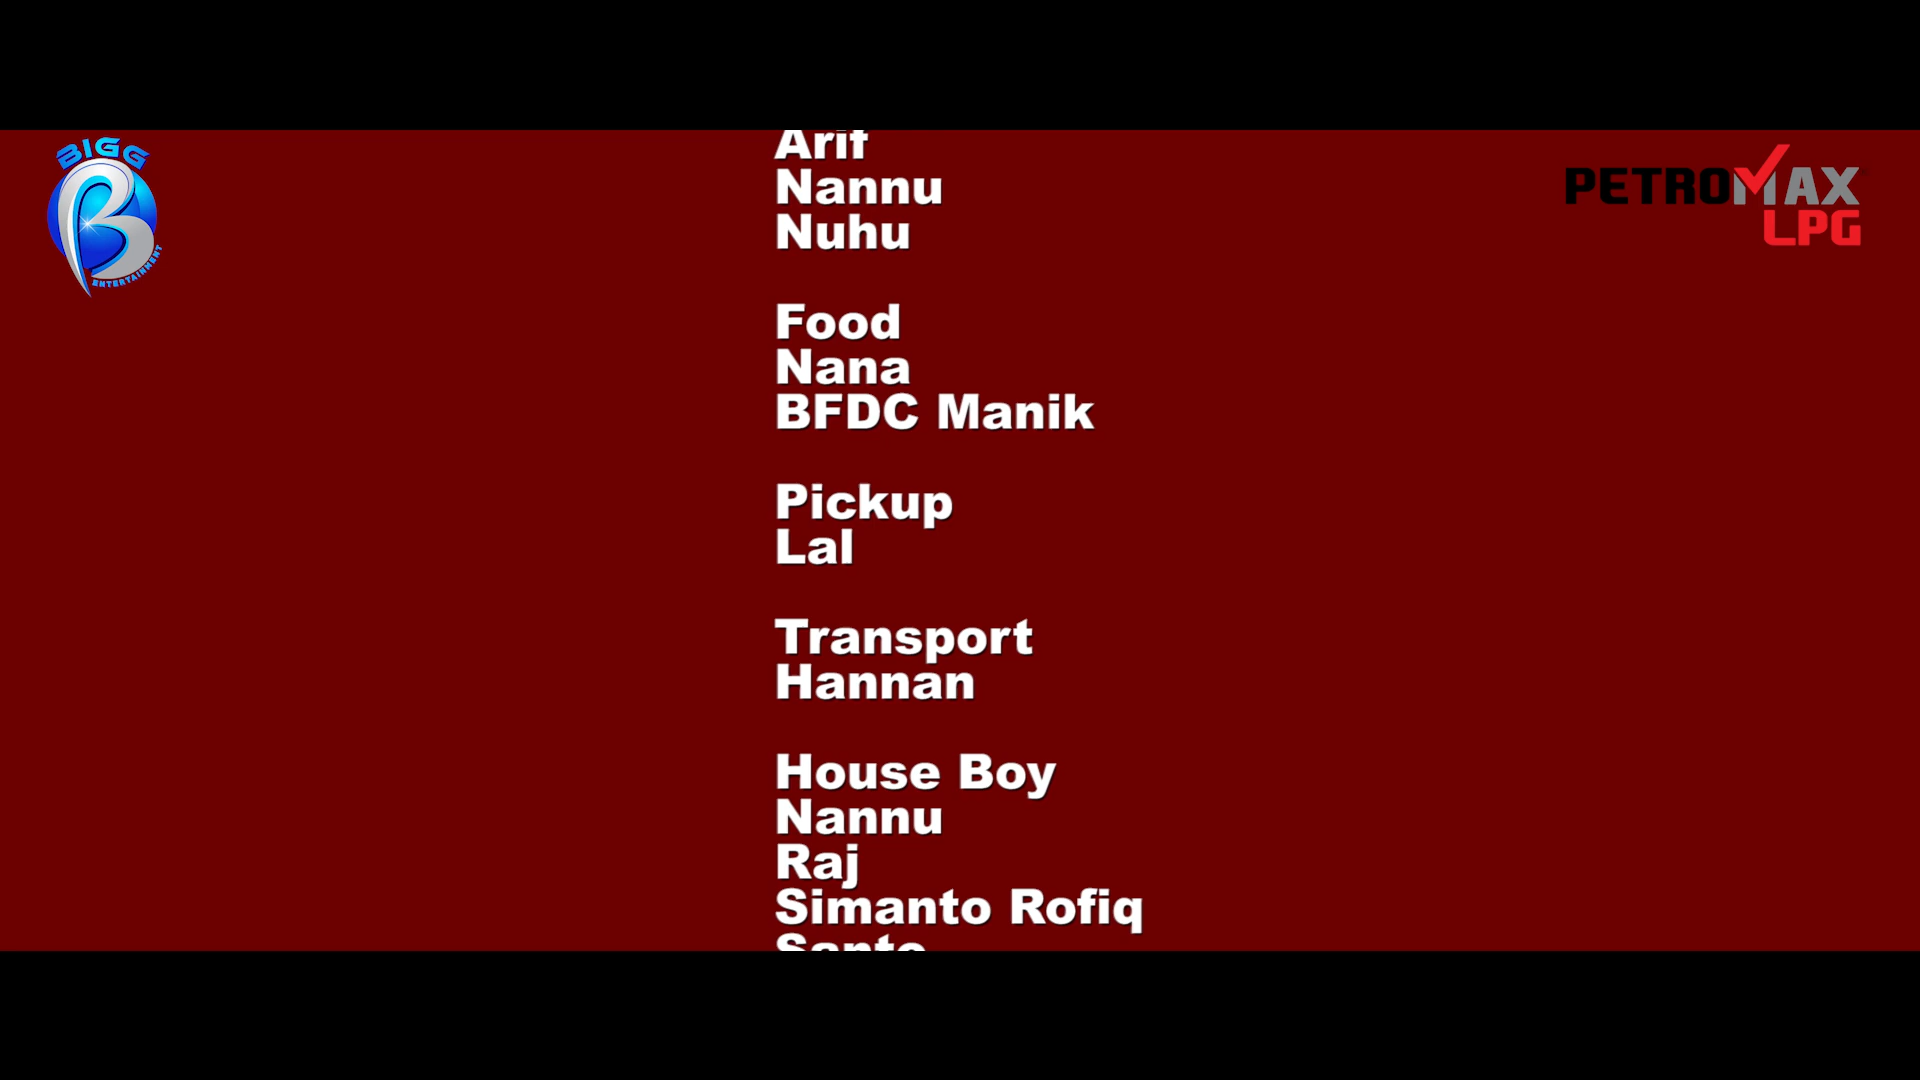 BIGG
ENTERTAINMENT
PETROMAX
LPG
Arif
Nannu
Nuhu
Food
Nana
BFDC Manik
Pickup
Lal
Transport
Hannan
House Boy
Nannu
Raj
Simanto Rofiq